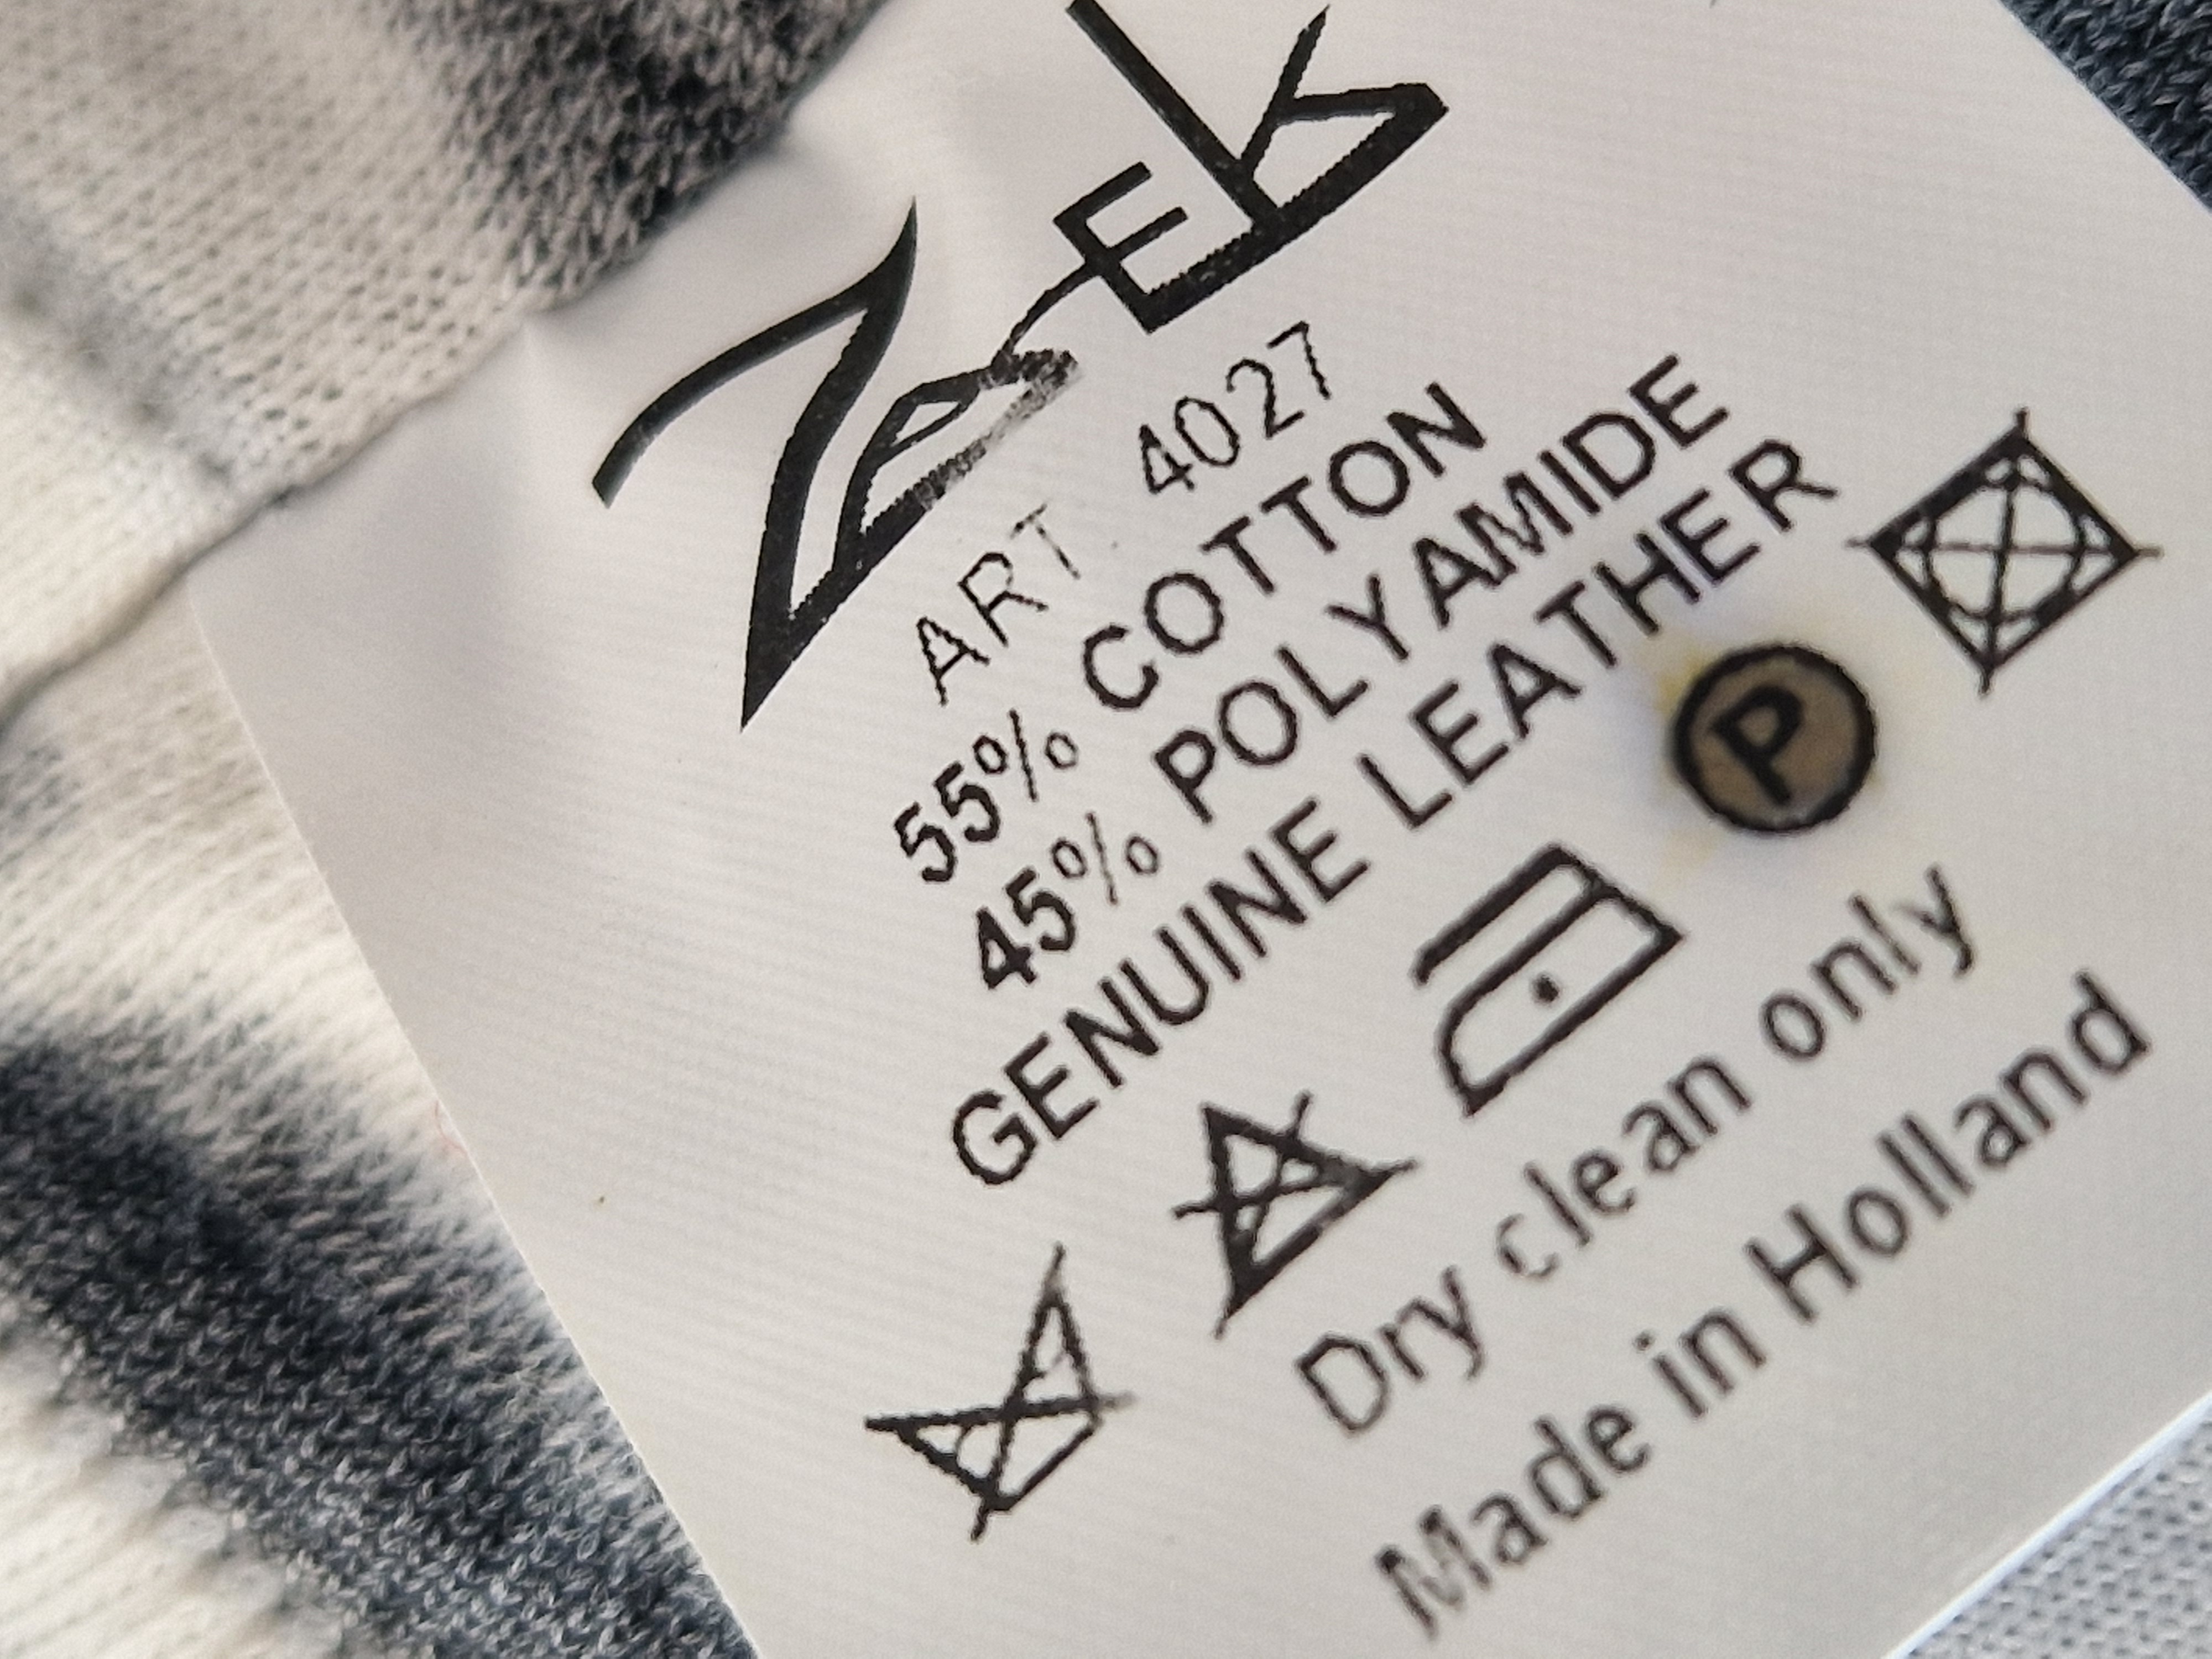 ART 4027
55% COTTON
45% POLYAMIDE
GENUINE LEATHER
P
Dry clean only
Made in Holland